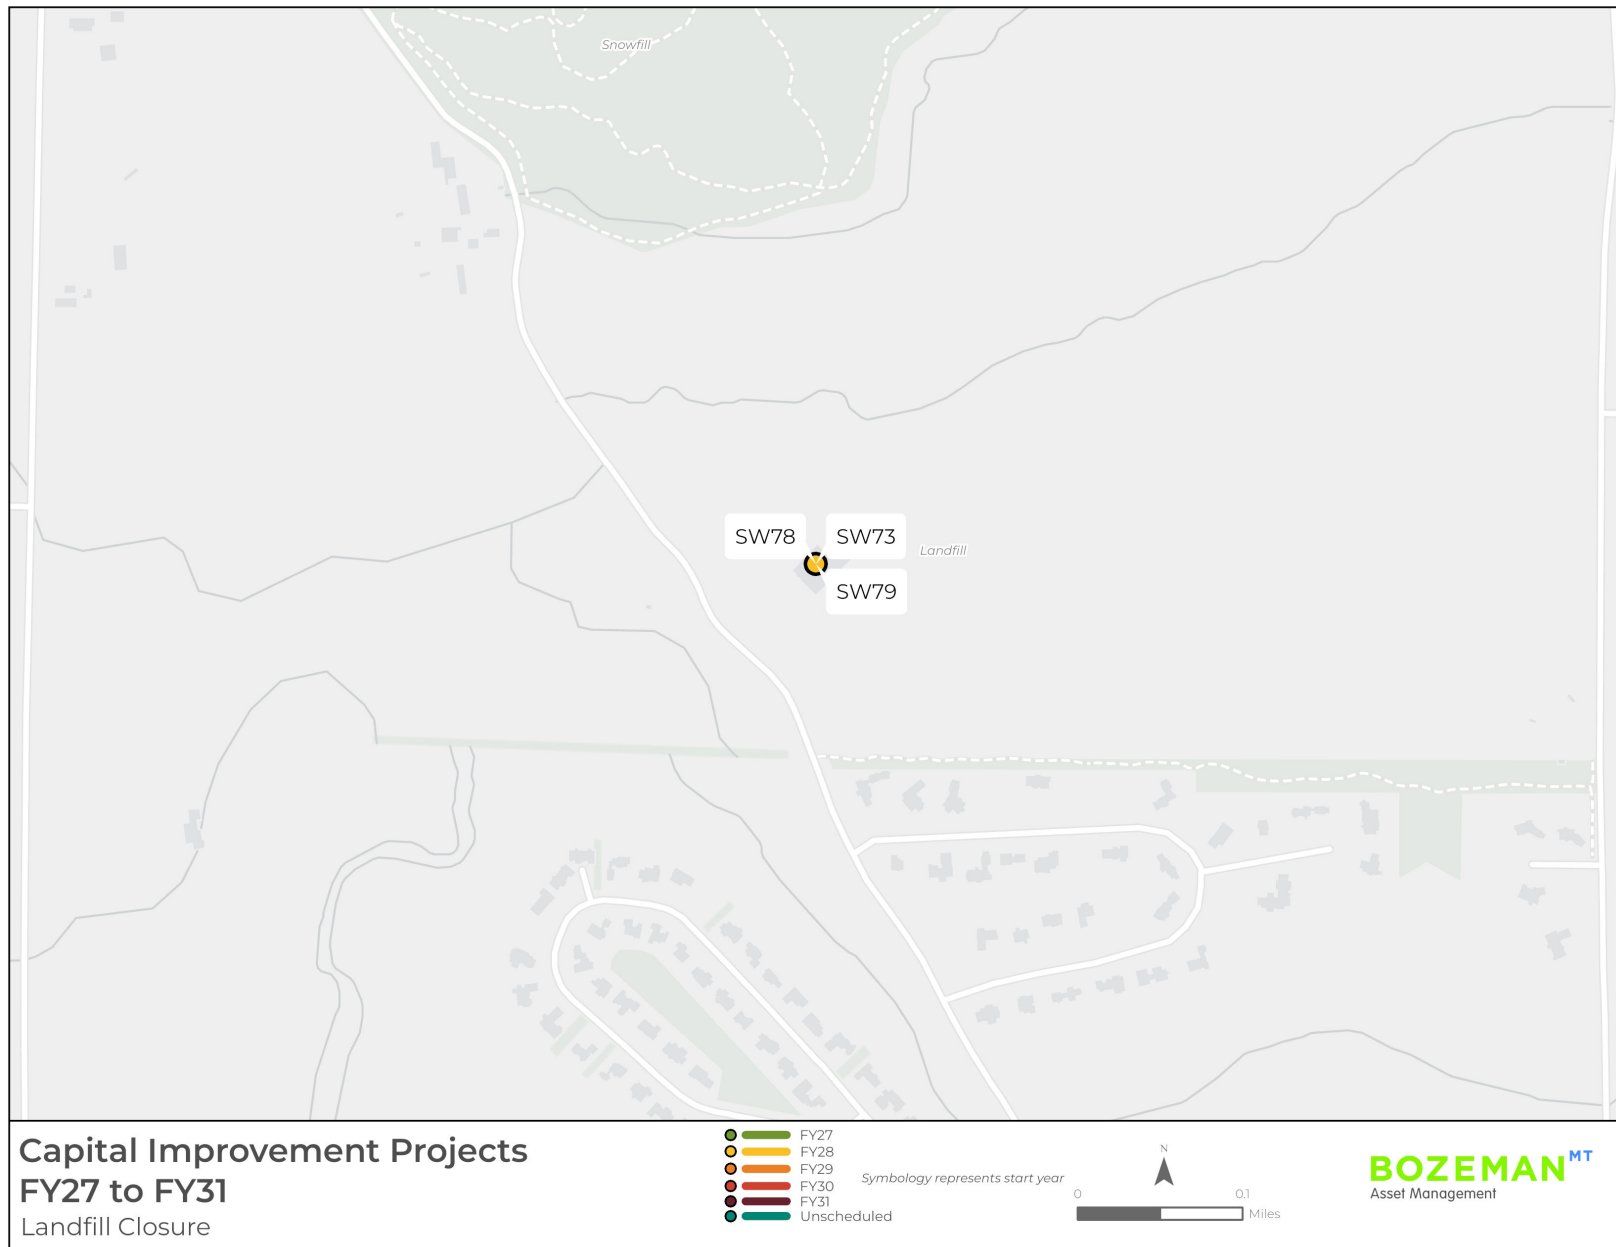 Snowfill
SW78
SW73
Landfill
SW79
Capital Improvement Projects
FY27 to FY31
Landfill Closure
FY27
FY28
FY29
FY30
FY31
Unscheduled
Symbology represents start year
N
0
0.1
Miles
BOZEMAN MT
Asset Management